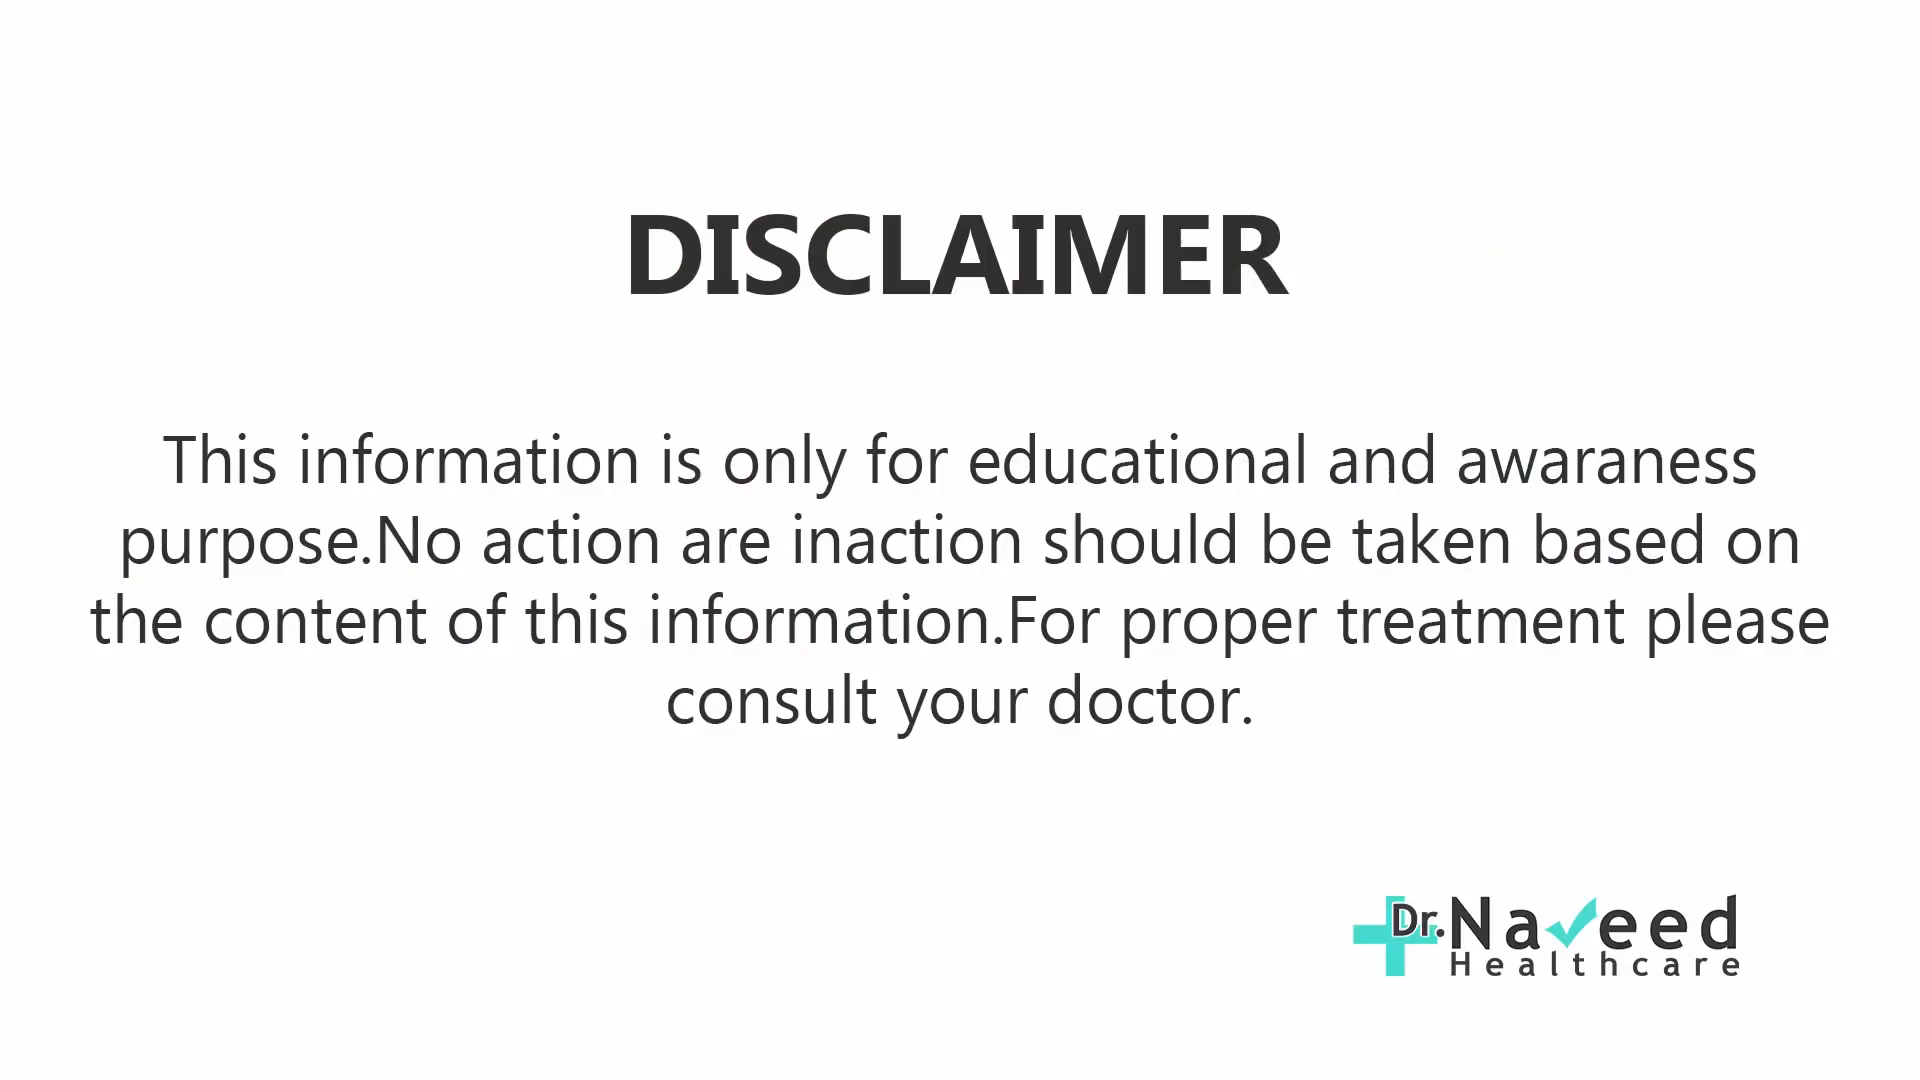 DISCLAIMER
This information is only for educational and awaraness
purpose.No action are inaction should be taken based on
the content of this information.For proper treatment please
consult your doctor.
Dr.Naveed
Healthcare